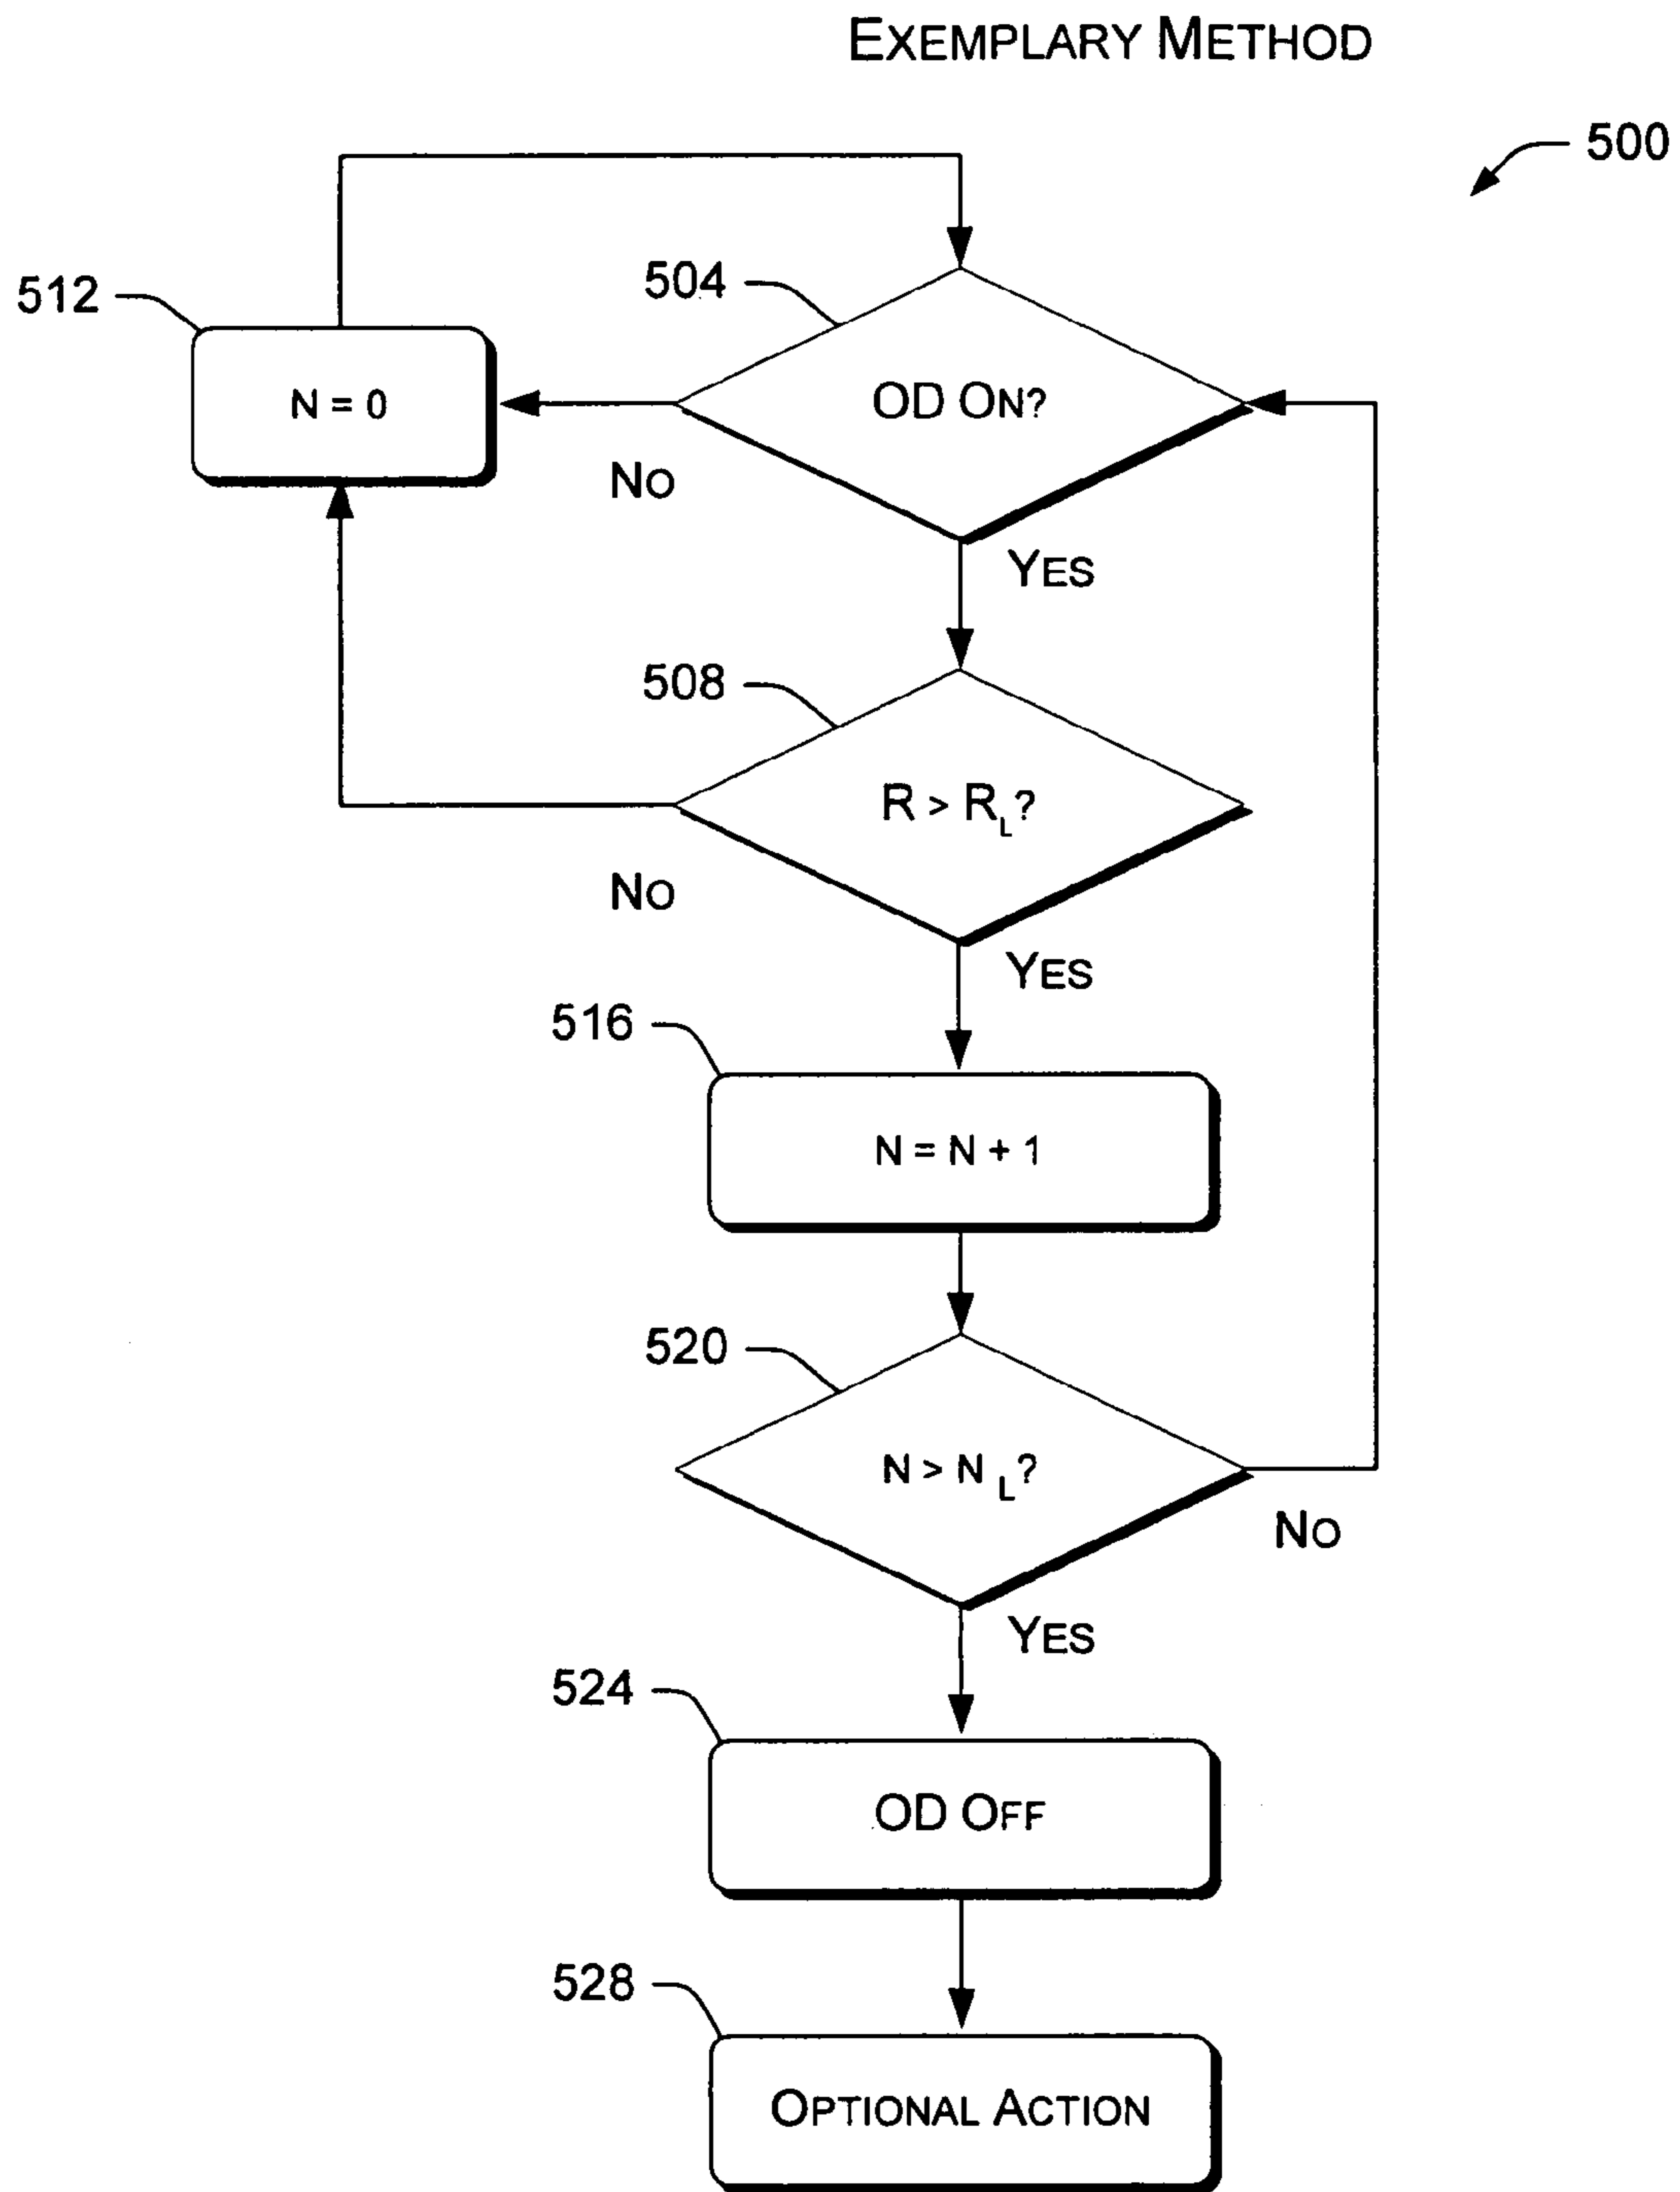 EXEMPLARY METHOD
500
504
512
OD ON?
N = 0
NO
YES
508
R > RL?
NO
YES
516
N = N + 1
520
N > N L?
NO
YES
524
OD OFF
528
OPTIONAL ACTION